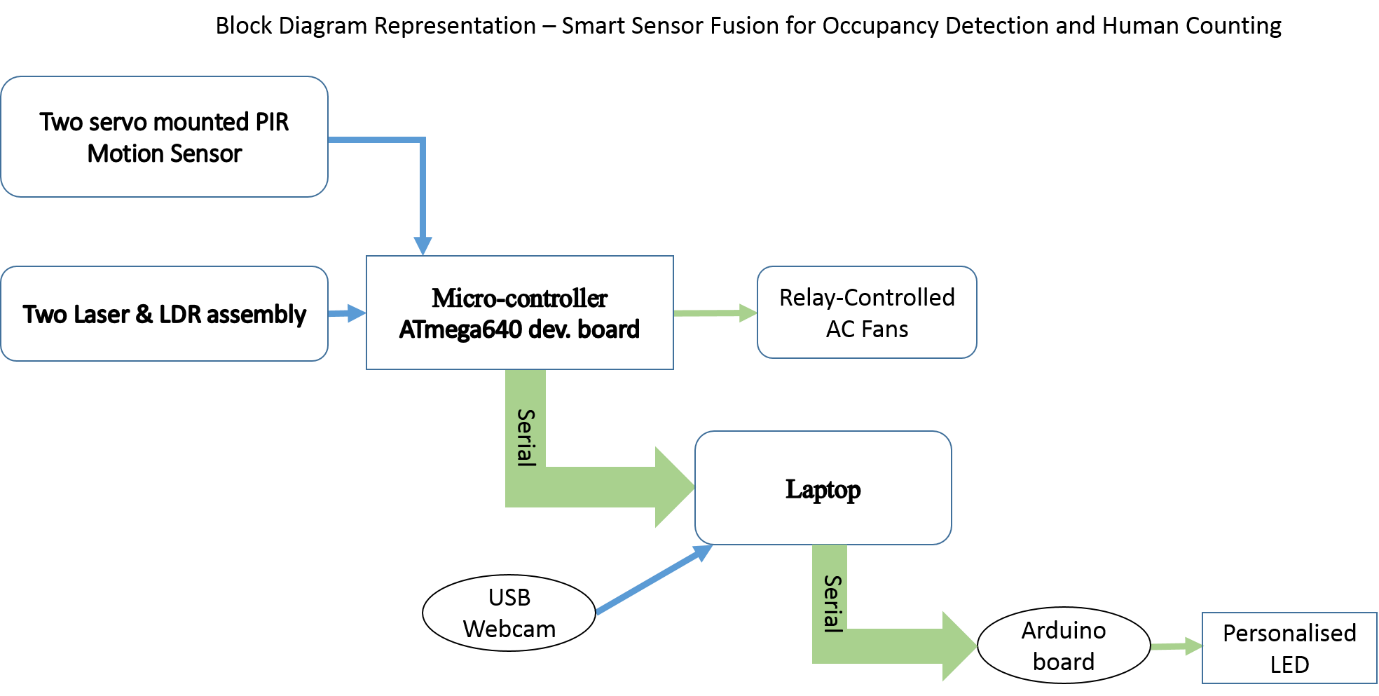 Block Diagram Representation – Smart Sensor Fusion for Occupancy Detection and Human Counting
Two servo mounted PIR
Motion Sensor
Two Laser & LDR assembly
Micro-controller
ATmega640 dev. board
Relay-Controlled
AC Fans
Serial
Laptop
USB
Webcam
Serial
Arduino
board
Personalised
LED